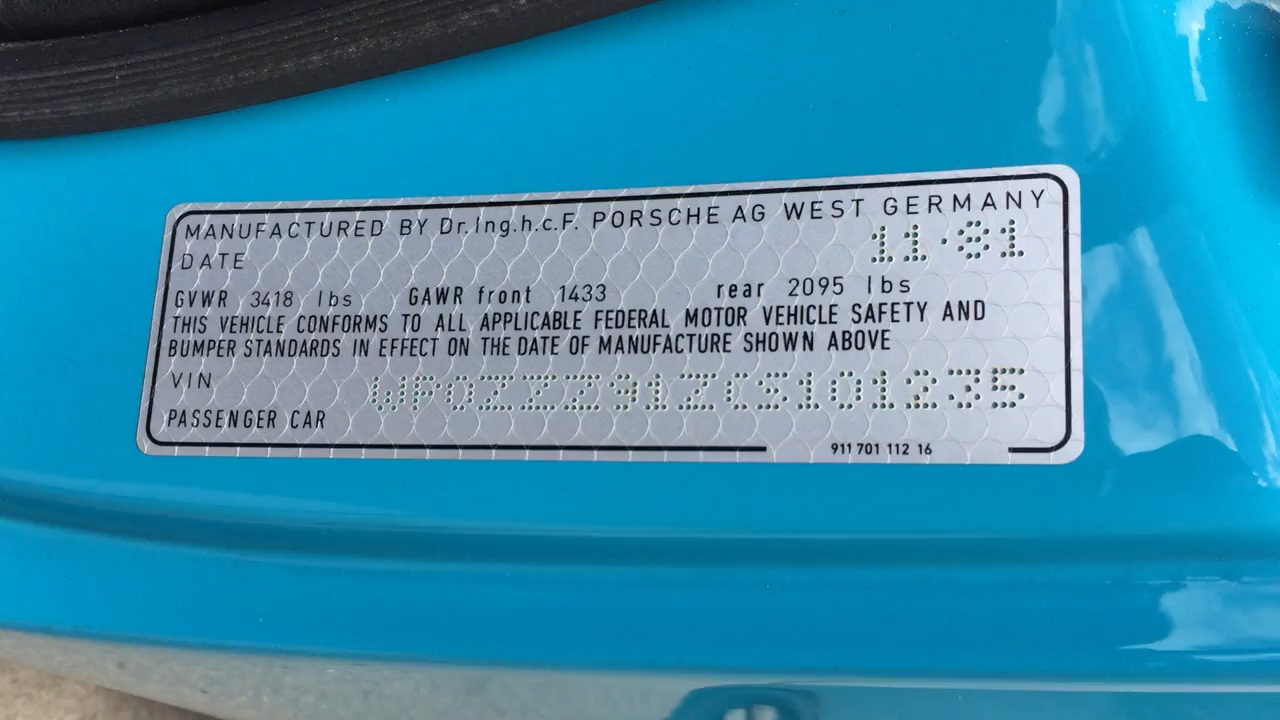 MANUFACTURED BY Dr.Ing.h.c.F. PORSCHE AG WEST GERMANY
DATE 11·81
GVWR 3418 lbs GAWR front 1433 rear 2095 lbs
THIS VEHICLE CONFORMS TO ALL APPLICABLE FEDERAL MOTOR VEHICLE SAFETY AND
BUMPER STANDARDS IN EFFECT ON THE DATE OF MANUFACTURE SHOWN ABOVE
VIN WP0ZZZ91ZCS101235
PASSENGER CAR
911 701 112 16